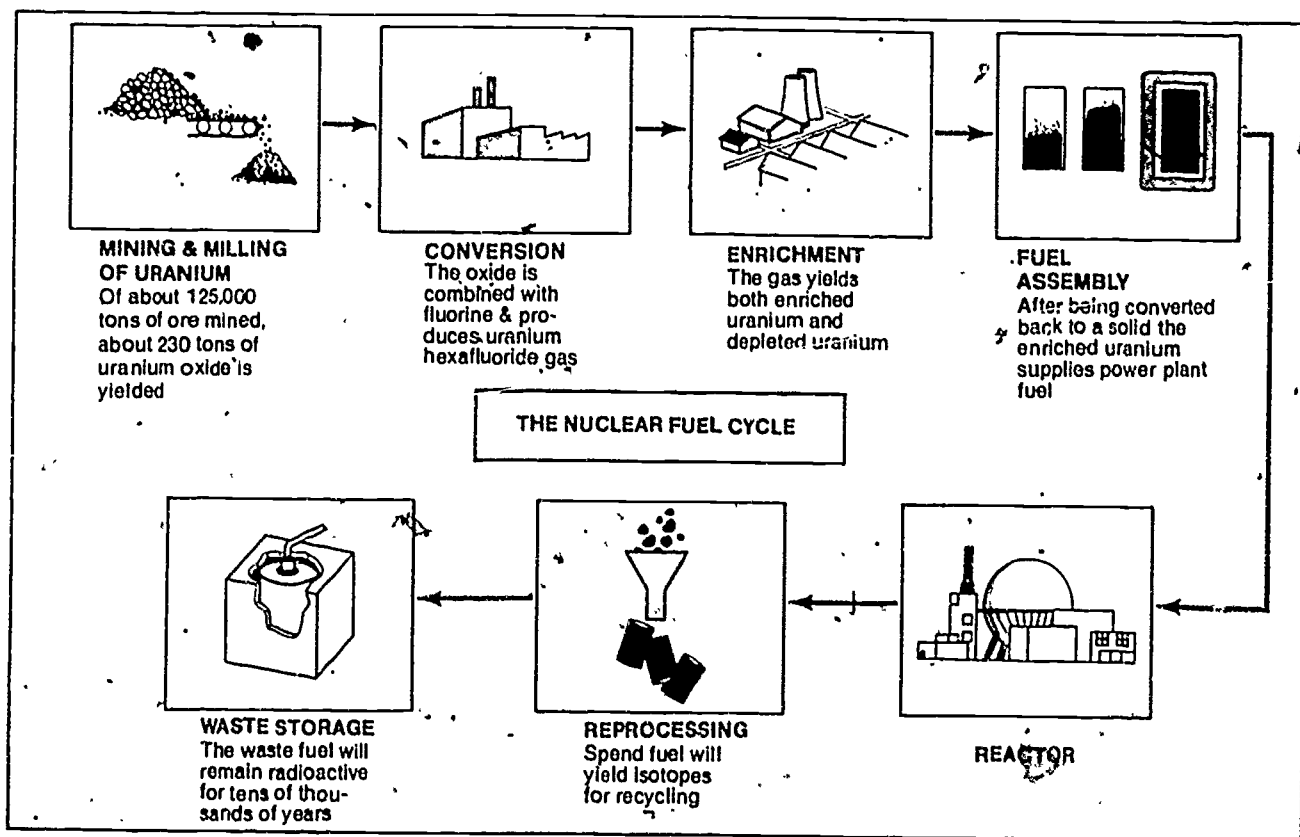 MINING & MILLING
OF URANIUM
Of about 125,000
tons of ore mined,
about 230 tons of
uranium oxide is
yielded
CONVERSION
The oxide is
combined with
fluorine & pro-
duces uranium
hexafluoride gas
ENRICHMENT
The gas yields
both enriched
uranium and
depleted uranium
FUEL
ASSEMBLY
After being converted
back to a solid the
enriched uranium
supplies power plant
fuel
THE NUCLEAR FUEL CYCLE
WASTE STORAGE
The waste fuel will
remain radioactive
for tens of thou-
sands of years
REPROCESSING
Spend fuel will
yield isotopes
for recycling
REACTOR